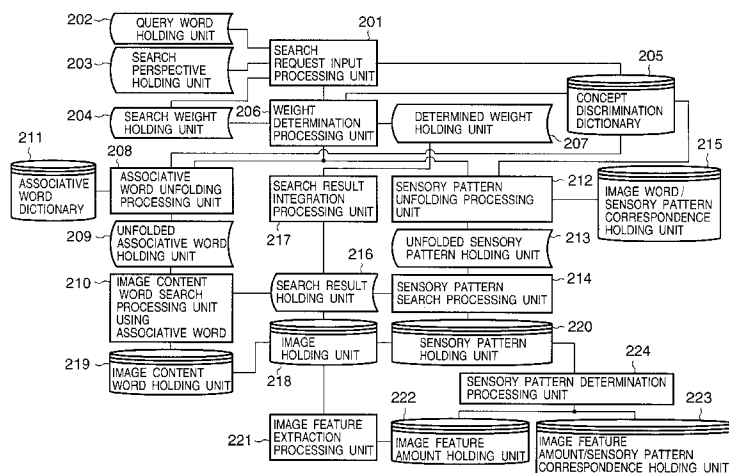 202
QUERY WORD
HOLDING UNIT
203
SEARCH
PERSPECTIVE
HOLDING UNIT
204
SEARCH WEIGHT
HOLDING UNIT
201
SEARCH
REQUEST INPUT
PROCESSING UNIT
206
WEIGHT
DETERMINATION
PROCESSING UNIT
DETERMINED WEIGHT
HOLDING UNIT
207
205
CONCEPT
DISCRIMINATION
DICTIONARY
211
ASSOCIATIVE
WORD
DICTIONARY
208
ASSOCIATIVE
WORD UNFOLDING
PROCESSING UNIT
SEARCH RESULT
INTEGRATION
PROCESSING UNIT
217
SENSORY PATTERN
UNFOLDING PROCESSING
UNIT
212
215
IMAGE WORD/
SENSORY PATTERN
CORRESPONDENCE HOLDING
UNIT
209
UNFOLDED
ASSOCIATIVE WORD
HOLDING UNIT
UNFOLDED SENSORY
PATTERN HOLDING UNIT
213
210
IMAGE CONTENT
WORD SEARCH
PROCESSING UNIT
USING
ASSOCIATIVE WORD
216
SEARCH RESULT
HOLDING UNIT
SENSORY PATTERN
SEARCH PROCESSING UNIT
214
219
IMAGE CONTENT
WORD HOLDING UNIT
IMAGE
HOLDING UNIT
218
SENSORY PATTERN
HOLDING UNIT
220
224
SENSORY PATTERN DETERMINATION
PROCESSING UNIT
221
IMAGE FEATURE
EXTRACTION
PROCESSING UNIT
222
IMAGE FEATURE
AMOUNT HOLDING UNIT
223
IMAGE FEATURE
AMOUNT/SENSORY PATTERN
CORRESPONDENCE HOLDING UNIT